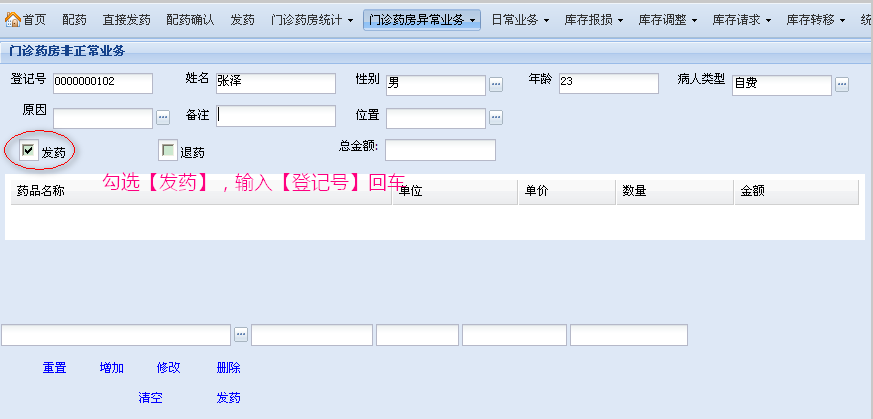 首页 配药 直接发药 配药确认 发药 门诊药房统计 门诊药房异常业务 日常业务 库存报损 库存调整 库存请求 库存转移 统
门诊药房非正常业务
登记号 0000000102 姓名 张泽 性别 男 年龄 23 病人类型 自费
原因 备注 位置
发药 退药 总金额:
勾选【发药】，输入【登记号】回车
药品名称 单位 单价 数量 金额
重置 增加 修改 删除
清空 发药